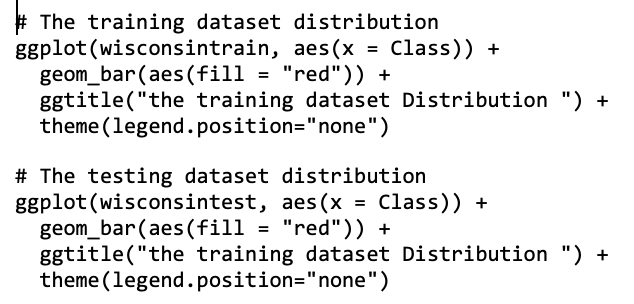 # The training dataset distribution
ggplot(wisconsintrain, aes(x = Class)) +
  geom_bar(aes(fill = "red")) +
  ggtitle("the training dataset Distribution ") +
  theme(legend.position="none")

# The testing dataset distribution
ggplot(wisconsintest, aes(x = Class)) +
  geom_bar(aes(fill = "red")) +
  ggtitle("the training dataset Distribution ") +
  theme(legend.position="none")